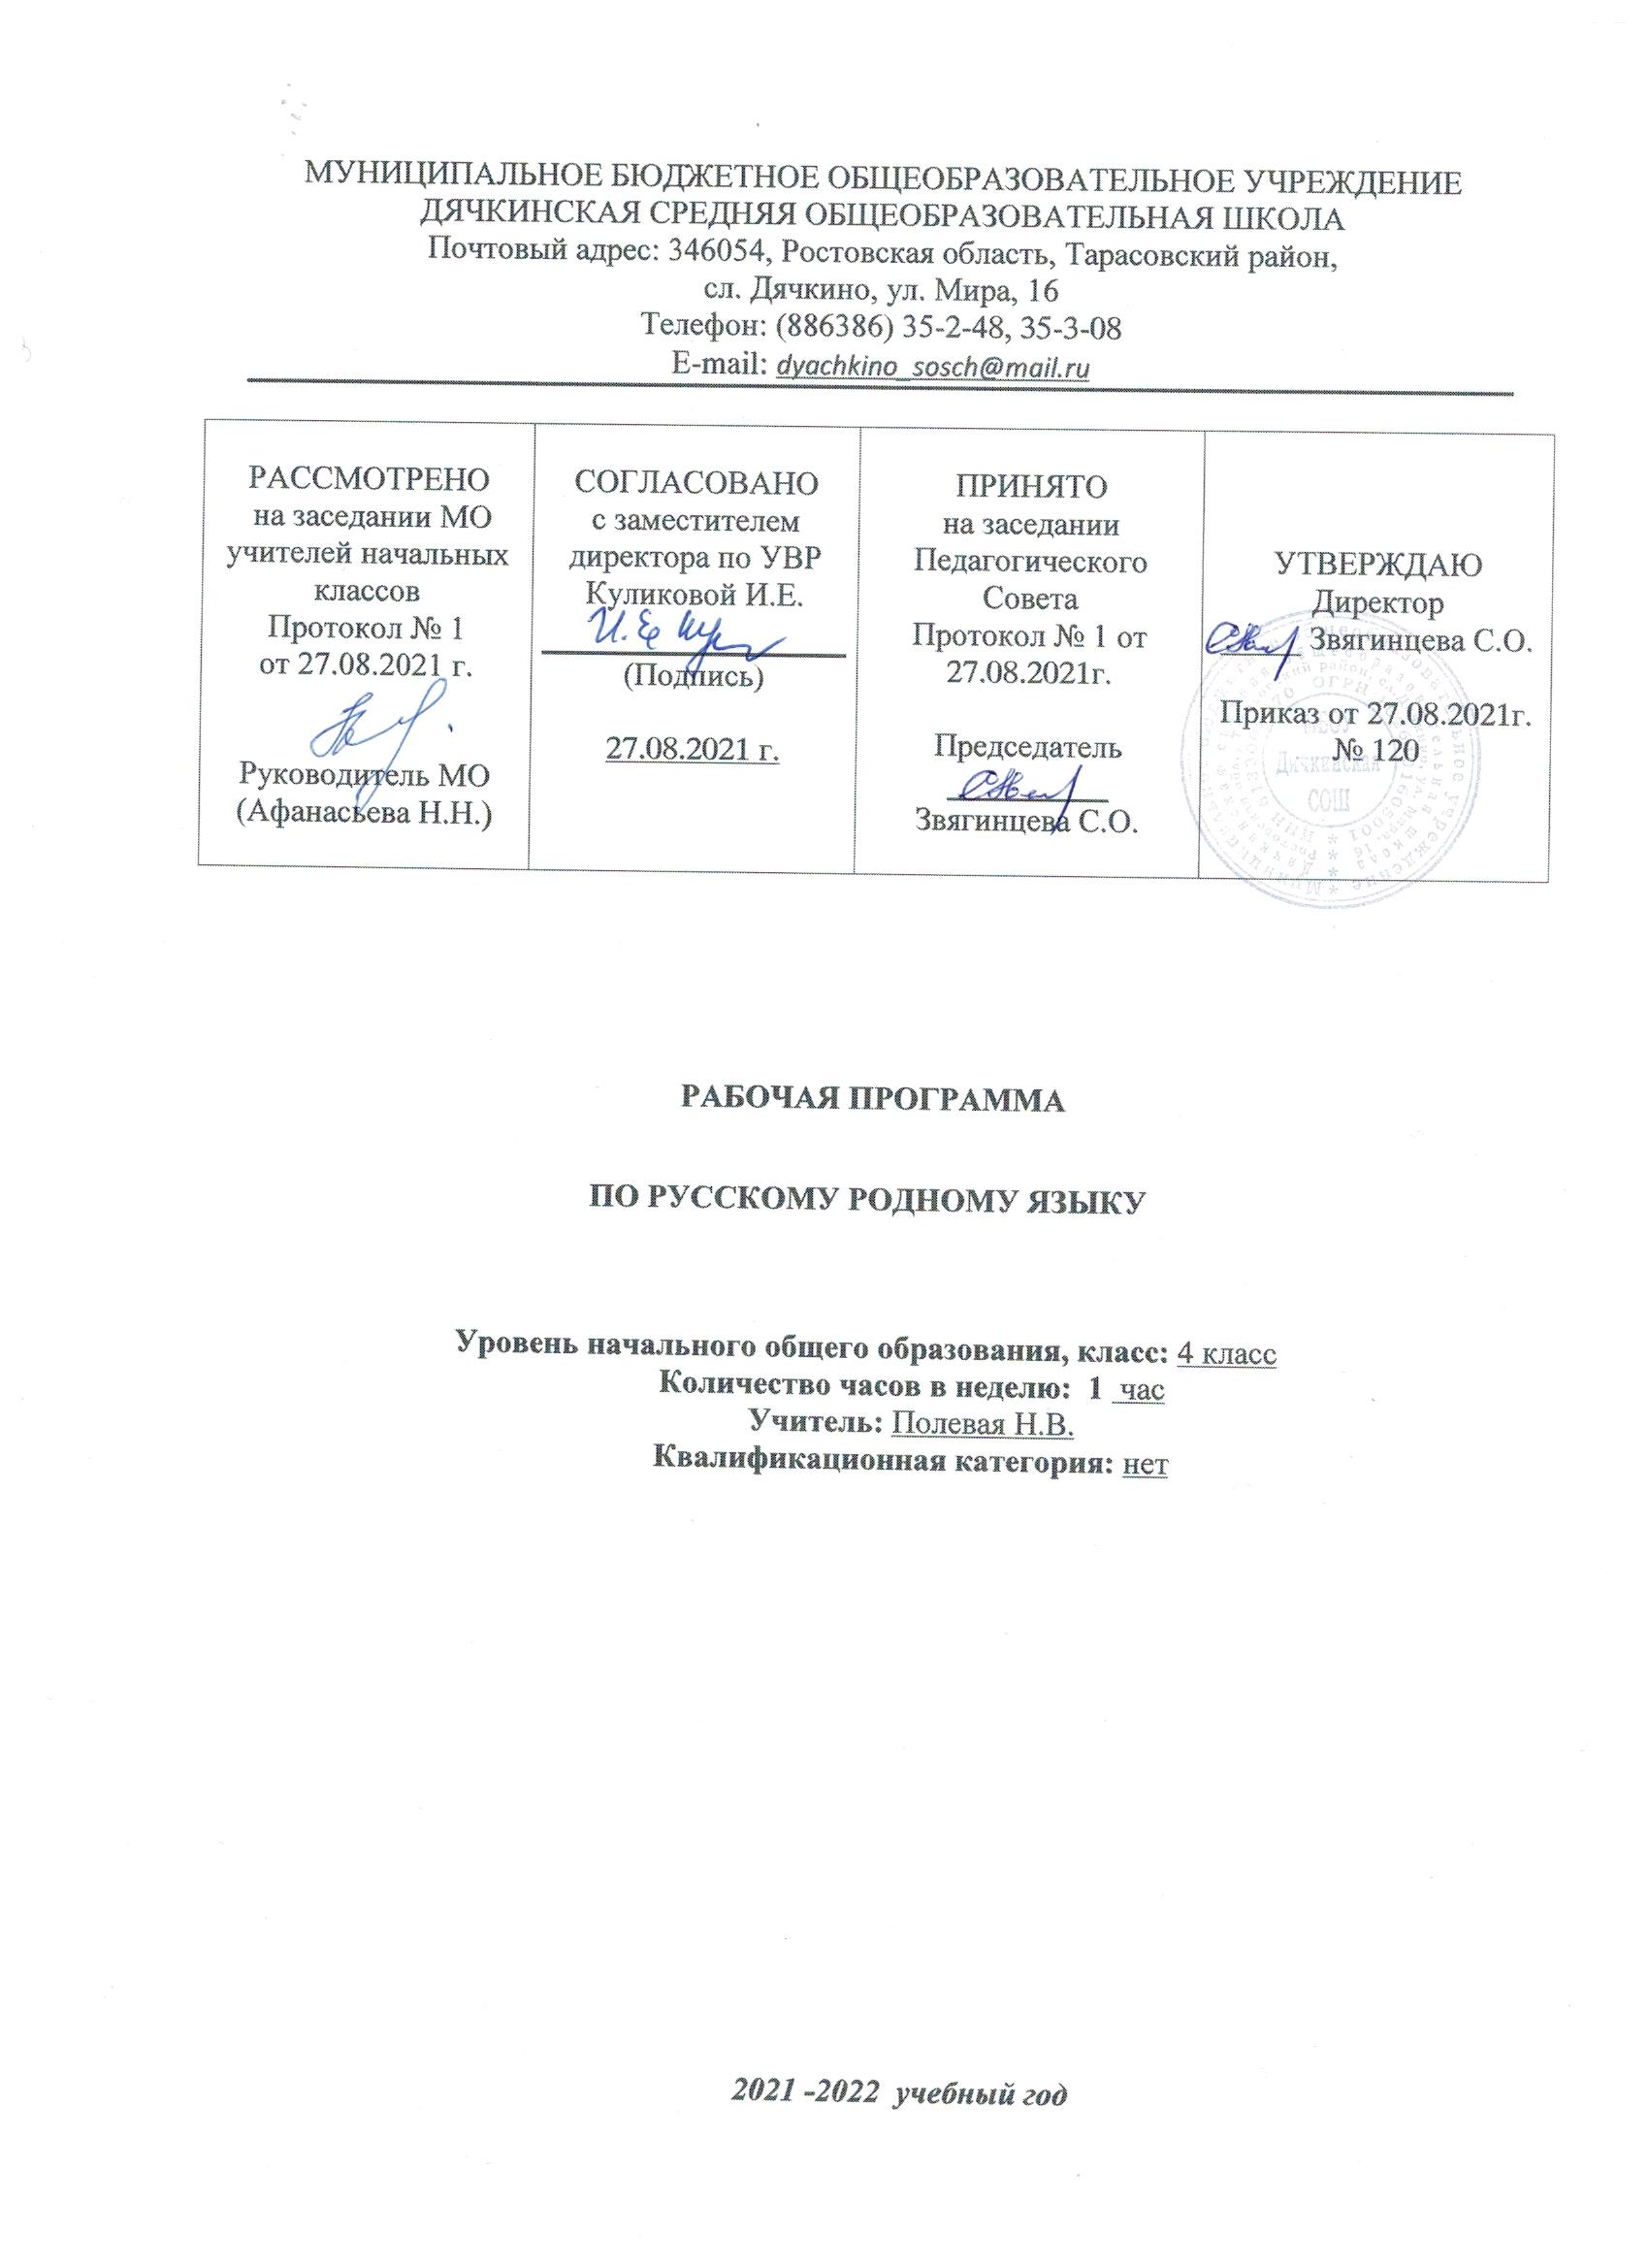 МУНИЦИПАЛЬНОЕ БЮДЖЕТНОЕ ОБЩЕОБРАЗОВАТЕЛЬНОЕ УЧРЕЖДЕНИЕ
ДЯЧКИНСКАЯ СРЕДНЯЯ ОБЩЕОБРАЗОВАТЕЛЬНАЯ ШКОЛА
Почтовый адрес: 346054, Ростовская область, Тарасовский район,
сл. Дячкино, ул. Мира, 16
Телефон: (886386) 35-2-48, 35-3-08
E-mail: dyachkino_sosch@mail.ru
РАССМОТРЕНО
на заседании МО
учителей начальных
классов
Протокол № 1
от 27.08.2021 г.
Руководитель МО
(Афанасьева Н.Н.)
СОГЛАСОВАНО
с заместителем
директора по УВР
Куликовой И.Е.
(Подпись)
27.08.2021 г.
ПРИНЯТО
на заседании
Педагогического
Совета
Протокол № 1 от
27.08.2021г.
Председатель
Звягинцева С.О.
УТВЕРЖДАЮ
Директор
Звягинцева С.О.
Приказ от 27.08.2021г.
№ 120
МБОУ
Дячкинская
СОШ
РАБОЧАЯ ПРОГРАММА
ПО РУССКОМУ РОДНОМУ ЯЗЫКУ
Уровень начального общего образования, класс: 4 класс
Количество часов в неделю: 1 час
Учитель: Полевая Н.В.
Квалификационная категория: нет
2021 -2022 учебный год